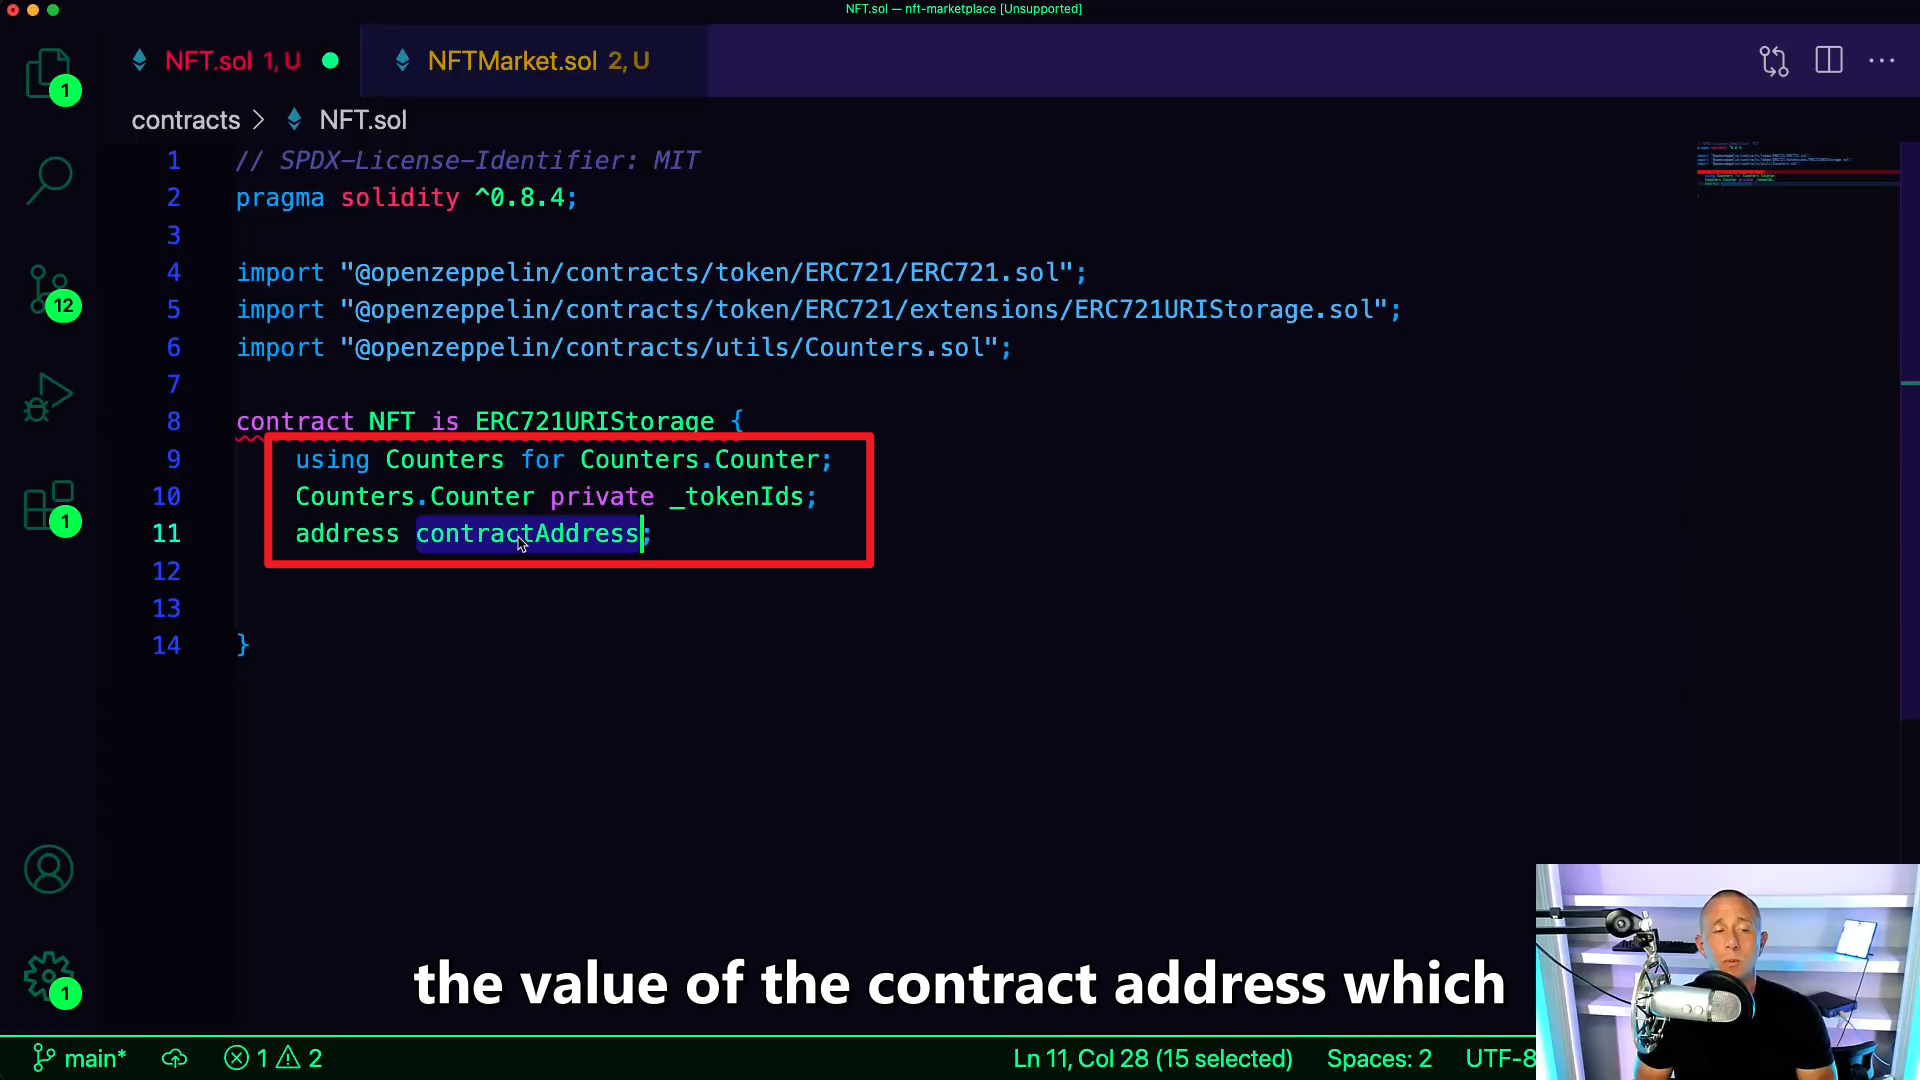 NFT.sol — nft-marketplace [Unsupported]
NFT.sol 1, U
NFTMarket.sol 2, U
contracts > NFT.sol
1 // SPDX-License-Identifier: MIT
2 pragma solidity ^0.8.4;
3
4 import "@openzeppelin/contracts/token/ERC721/ERC721.sol";
5 import "@openzeppelin/contracts/token/ERC721/extensions/ERC721URIStorage.sol";
6 import "@openzeppelin/contracts/utils/Counters.sol";
7
8 contract NFT is ERC721URIStorage {
9 using Counters for Counters.Counter;
10 Counters.Counter private _tokenIds;
11 address contractAddress;
12
13
14 }
1
12
1
1
the value of the contract address which
main* 1 2 Ln 11, Col 28 (15 selected) Spaces: 2 UTF-8